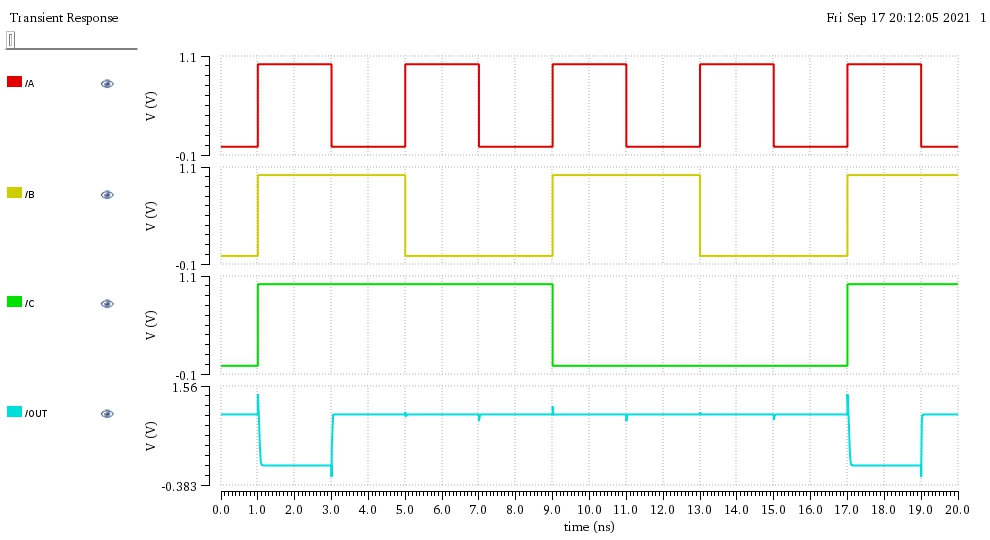 Transient Response
Fri Sep 17 20:12:05 2021 1
/A
1.1
V (V)
-0.1
/B
1.1
V (V)
-0.1
/C
1.1
V (V)
-0.1
/OUT
1.56
V (V)
-0.383
0.0 1.0 2.0 3.0 4.0 5.0 6.0 7.0 8.0 9.0 10.0 11.0 12.0 13.0 14.0 15.0 16.0 17.0 18.0 19.0 20.0
time (ns)